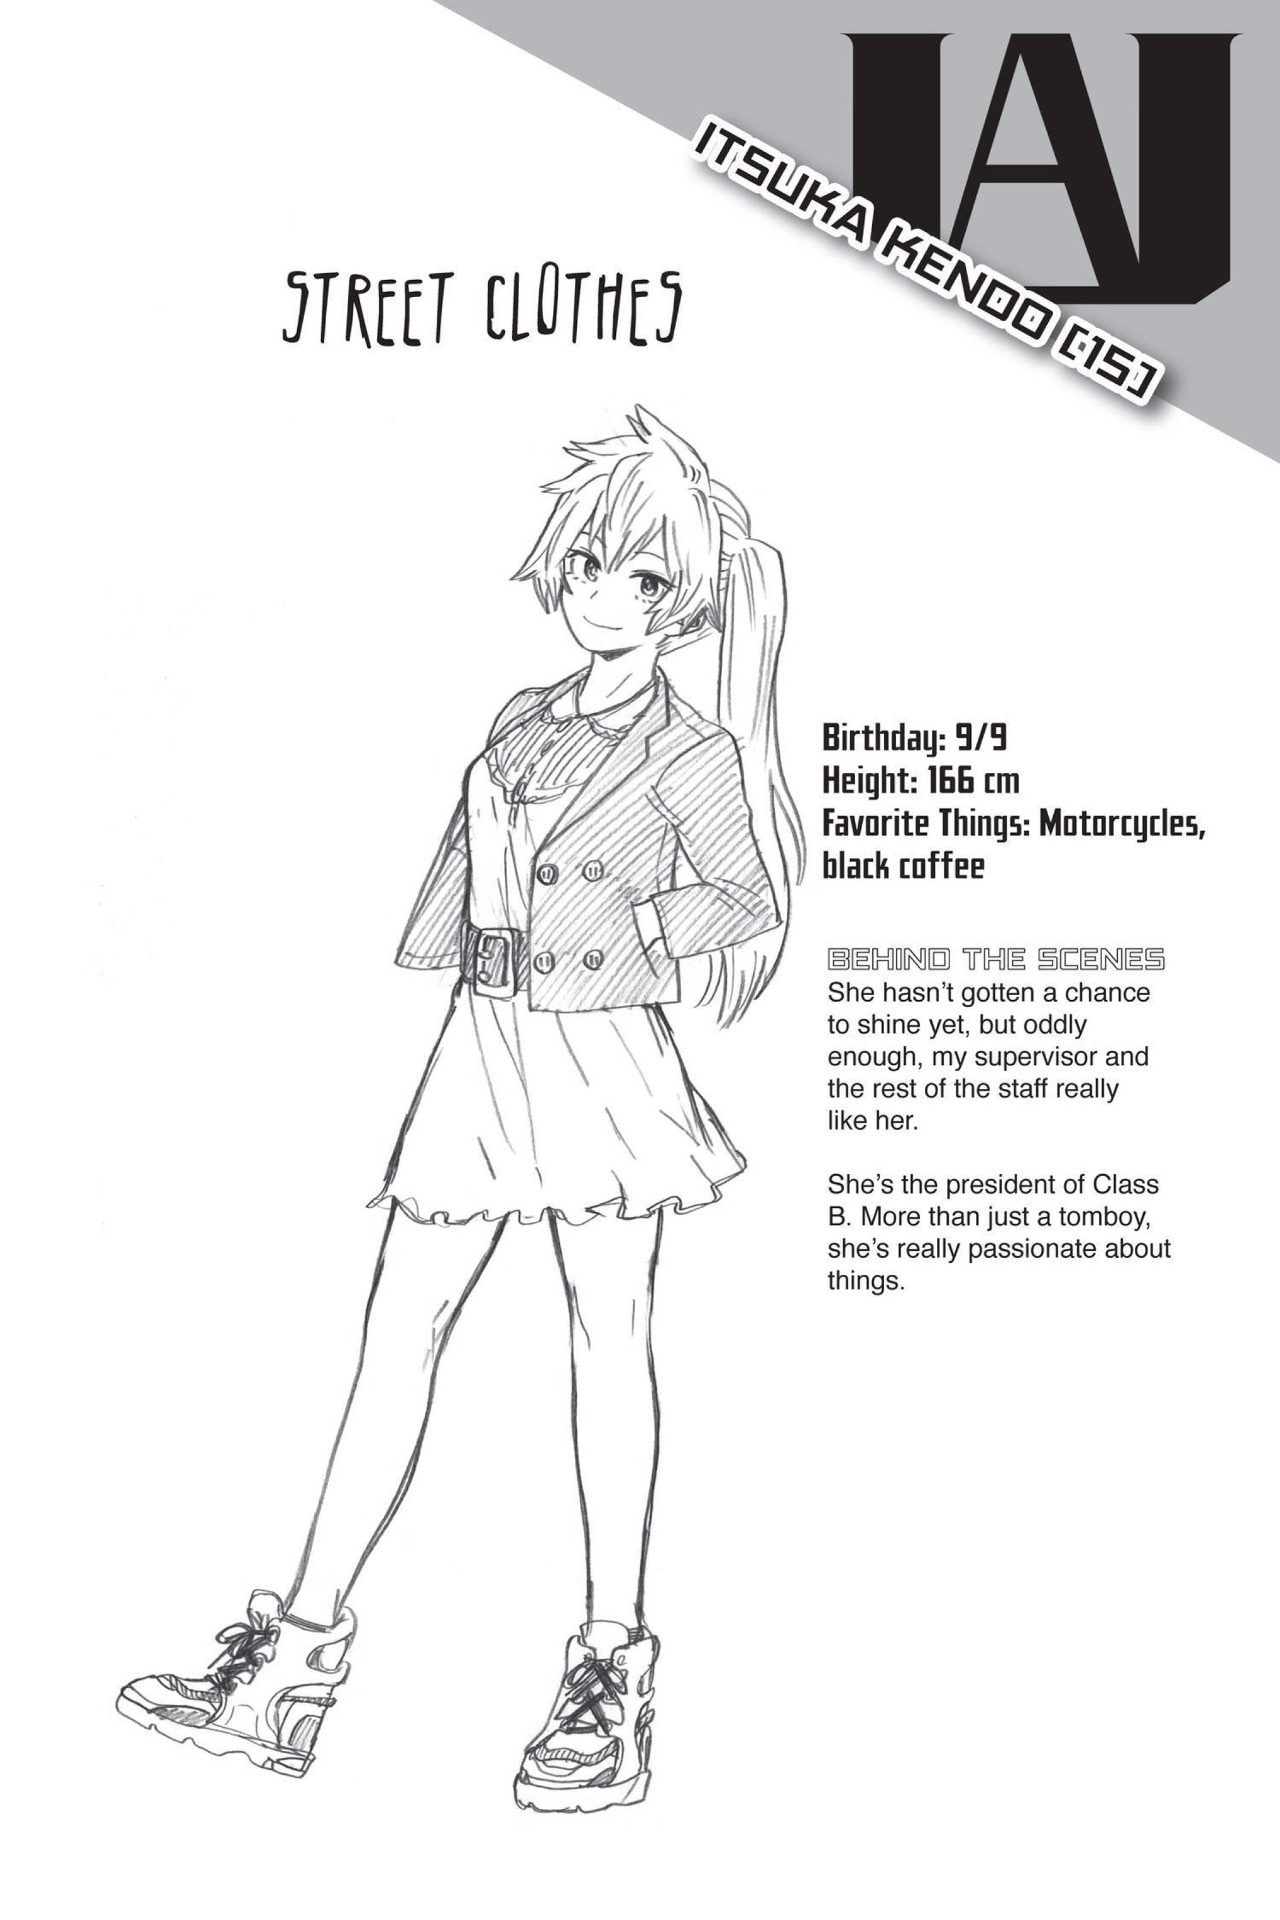 UA
ITSUKA KENDO (15)
STREET CLOTHES
Birthday: 9/9
Height: 166 cm
Favorite Things: Motorcycles,
black coffee
BEHIND THE SCENES
She hasn’t gotten a chance
to shine yet, but oddly
enough, my supervisor and
the rest of the staff really
like her.
She’s the president of Class
B. More than just a tomboy,
she’s really passionate about
things.